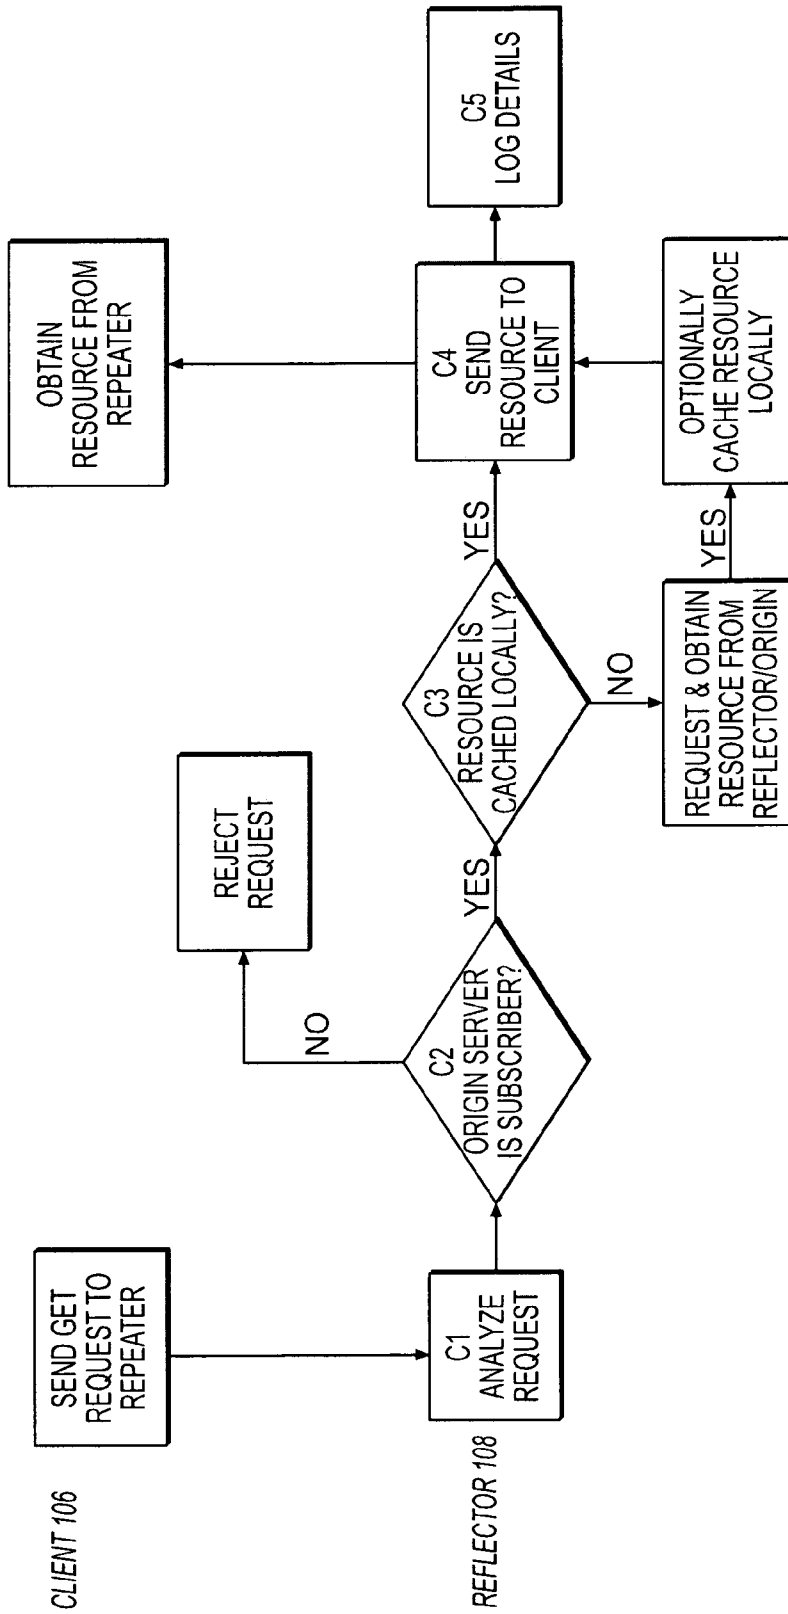 CLIENT 106
SEND GET
REQUEST TO
REPEATER
OBTAIN
RESOURCE FROM
REPEATER
REJECT
REQUEST
NO
REFLECTOR 108
C1
ANALYZE
REQUEST
C2
ORIGIN SERVER
IS SUBSCRIBER?
YES
C3
RESOURCE IS
CACHED LOCALLY?
YES
C4
SEND
RESOURCE TO
CLIENT
C5
LOG DETAILS
NO
REQUEST & OBTAIN
RESOURCE FROM
REFLECTOR/ORIGIN
YES
OPTIONALLY
CACHE RESOURCE
LOCALLY